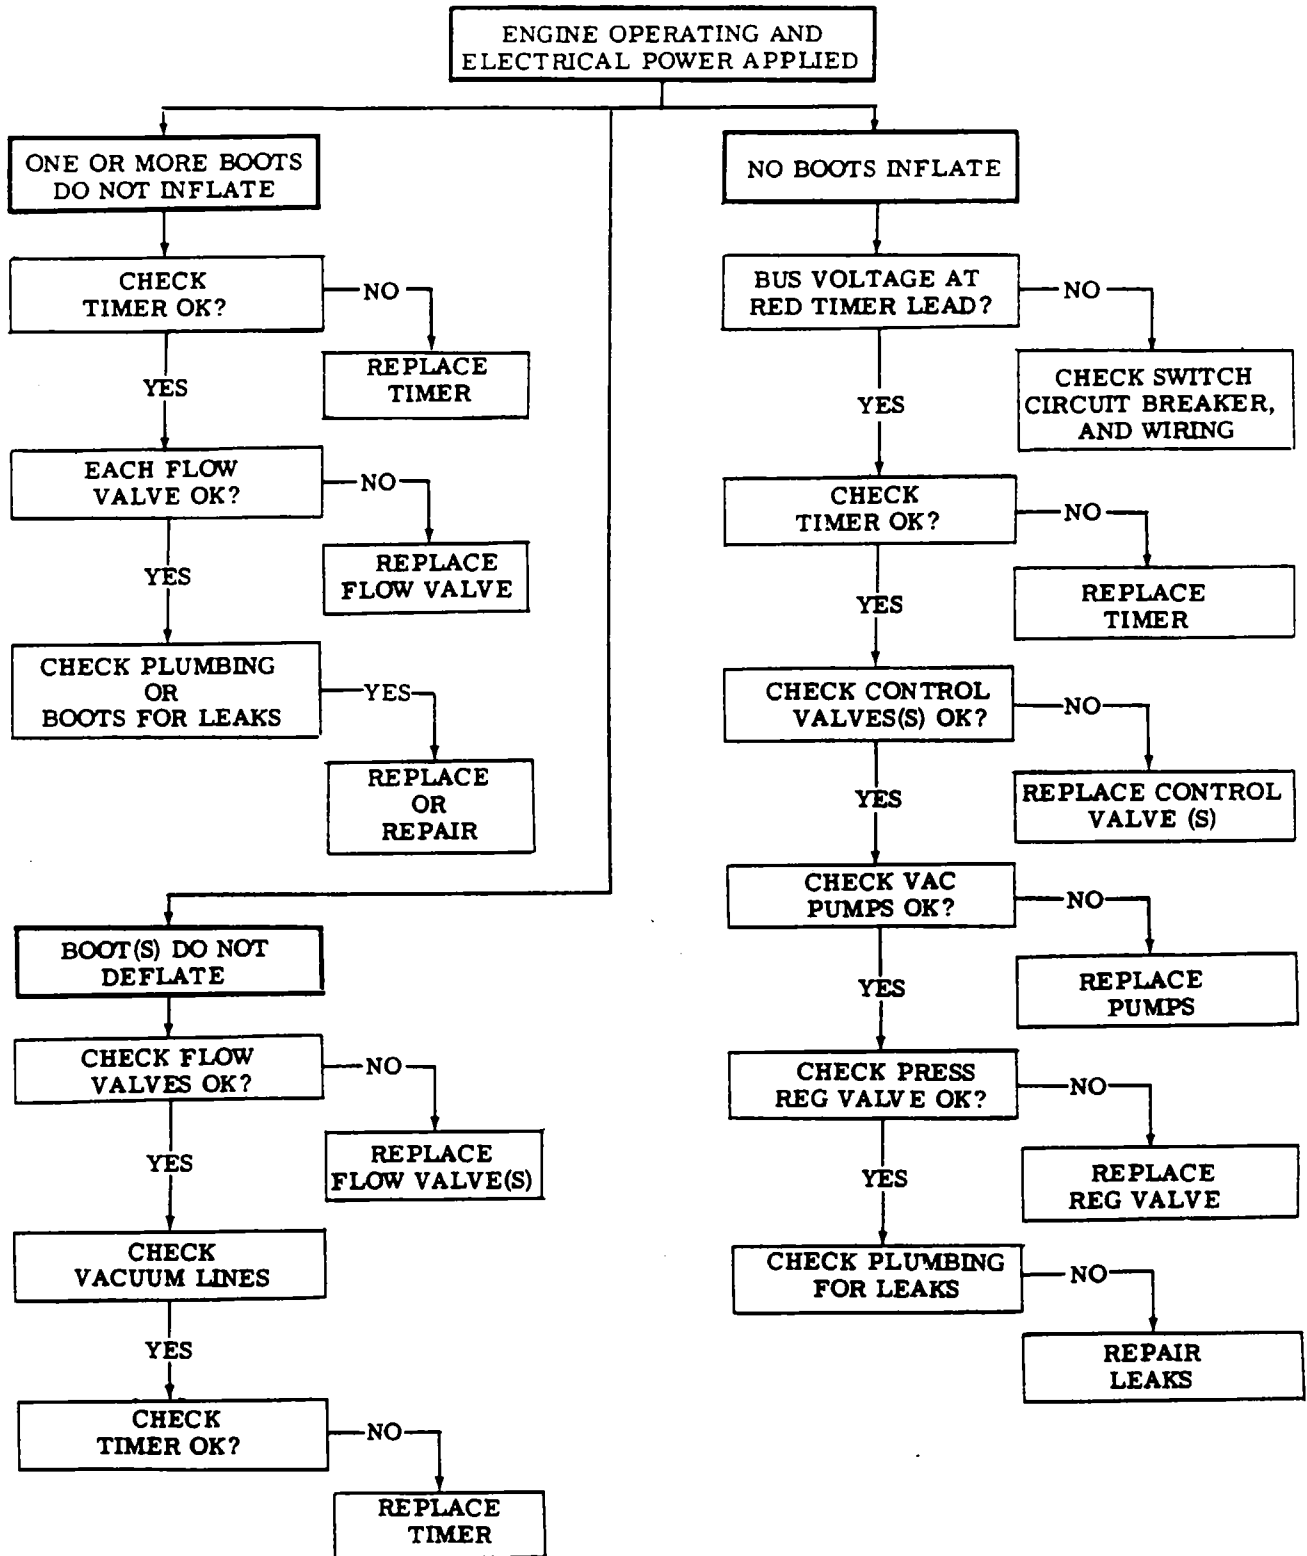 ENGINE OPERATING AND
ELECTRICAL POWER APPLIED
ONE OR MORE BOOTS
DO NOT INFLATE
CHECK
TIMER OK?
NO
REPLACE
TIMER
YES
EACH FLOW
VALVE OK?
NO
REPLACE
FLOW VALVE
YES
CHECK PLUMBING
OR
BOOTS FOR LEAKS
YES
REPLACE
OR
REPAIR
BOOT(S) DO NOT
DEFLATE
CHECK FLOW
VALVES OK?
NO
REPLACE
FLOW VALVE(S)
YES
CHECK
VACUUM LINES
YES
CHECK
TIMER OK?
NO
REPLACE
TIMER
NO BOOTS INFLATE
BUS VOLTAGE AT
RED TIMER LEAD?
NO
CHECK SWITCH
CIRCUIT BREAKER,
AND WIRING
YES
CHECK
TIMER OK?
NO
REPLACE
TIMER
YES
CHECK CONTROL
VALVES(S) OK?
NO
REPLACE CONTROL
VALVE (S)
YES
CHECK VAC
PUMPS OK?
NO
REPLACE
PUMPS
YES
CHECK PRESS
REG VALVE OK?
NO
REPLACE
REG VALVE
YES
CHECK PLUMBING
FOR LEAKS
NO
REPAIR
LEAKS